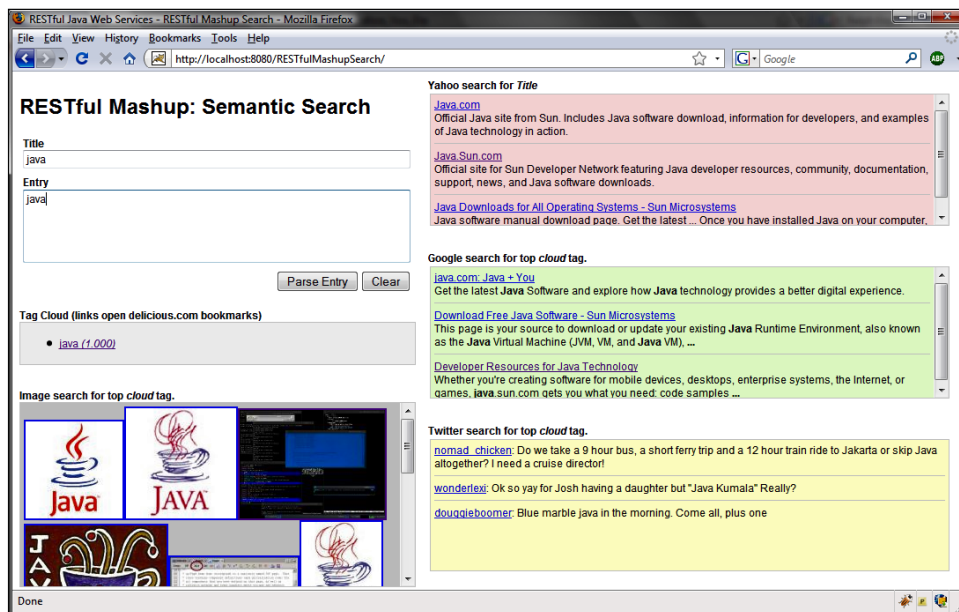 RESTful Java Web Services - RESTful Mashup Search - Mozilla Firefox
File Edit View History Bookmarks Tools Help
http://localhost:8080/RESTfulMashupSearch/
G Google
ABP
RESTful Mashup: Semantic Search
Title
java
Entry
java
Parse Entry Clear
Tag Cloud (links open delicious.com bookmarks)
java (1.000)
Image search for top cloud tag.
Java
JAVA
JAVA
Yahoo search for Title
Java.com
Official Java site from Sun. Includes Java software download, information for developers, and examples
of Java technology in action.
Java.Sun.com
Official site for Sun Developer Network featuring Java developer resources, community, documentation,
support, news, and Java software downloads.
Java Downloads for All Operating Systems - Sun Microsystems
Java software manual download page. Get the latest ... Once you have installed Java on your computer,
Google search for top cloud tag.
java.com: Java + You
Get the latest Java Software and explore how Java technology provides a better digital experience.
Download Free Java Software - Sun Microsystems
This page is your source to download or update your existing Java Runtime Environment, also known
as the Java Virtual Machine (JVM, VM, and Java VM), ...
Developer Resources for Java Technology
Whether you're creating software for mobile devices, desktops, enterprise systems, the Internet, or
games, java.sun.com gets you what you need: code samples ...
Twitter search for top cloud tag.
nomad_chicken: Do we take a 9 hour bus, a short ferry trip and a 12 hour train ride to Jakarta or skip Java
altogether? I need a cruise director!
wonderlexi: Ok so yay for Josh having a daughter but "Java Kumala" Really?
douggieboomer: Blue marble java in the morning. Come all, plus one
Done